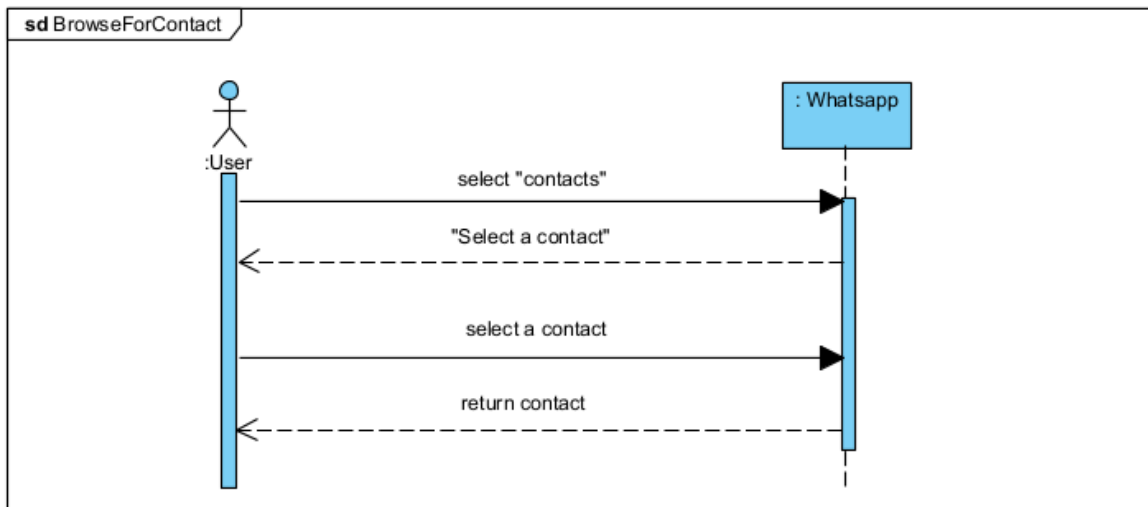 sd BrowseForContact
:User
: Whatsapp
select "contacts"
"Select a contact"
select a contact
return contact